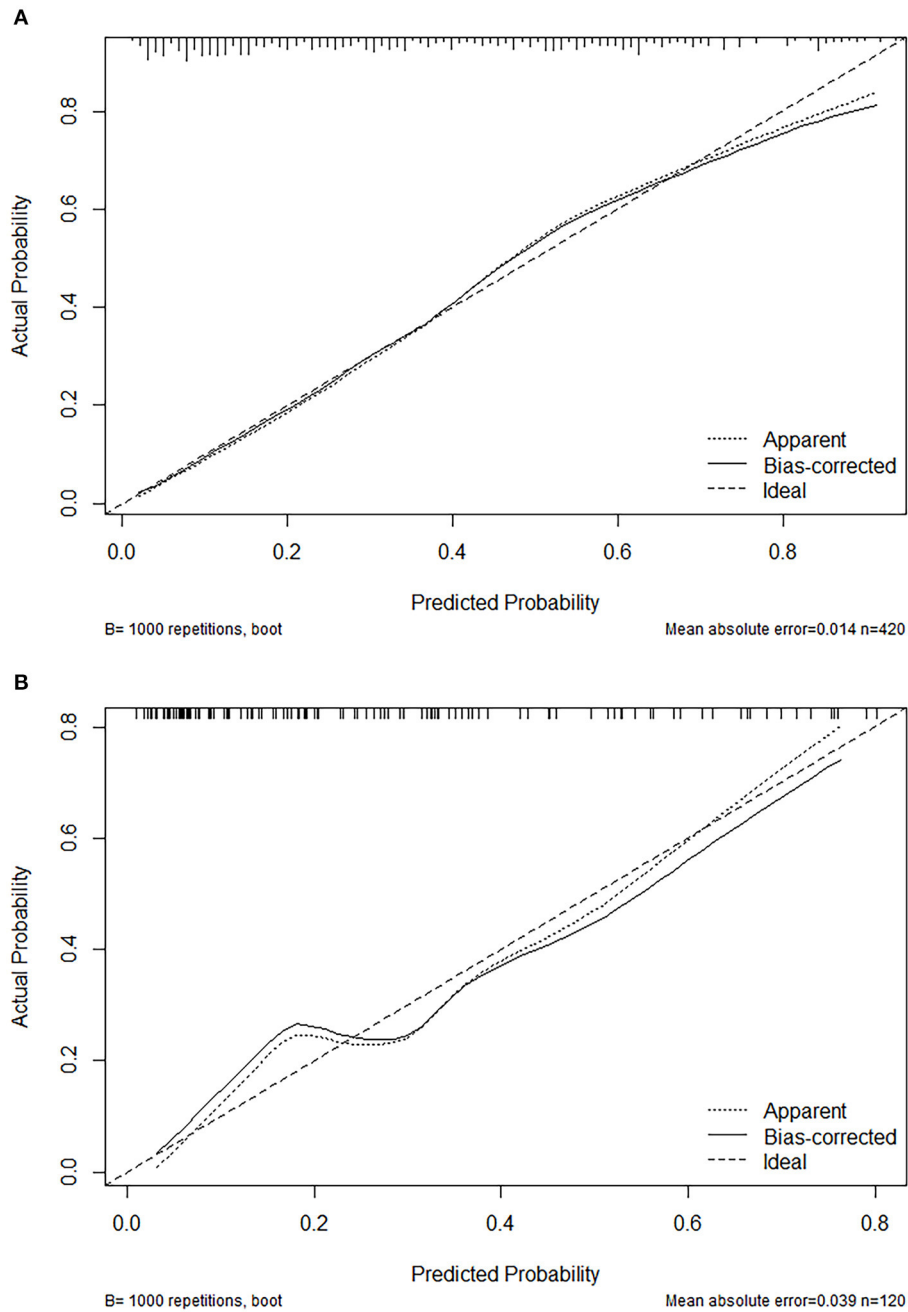 A
0.8
0.6
0.4
0.2
0.0
Actual Probability
Apparent
Bias-corrected
Ideal
0.0 0.2 0.4 0.6 0.8
Predicted Probability
B= 1000 repetitions, boot Mean absolute error=0.014 n=420
B
0.8
0.6
0.4
0.2
0.0
Actual Probability
Apparent
Bias-corrected
Ideal
0.0 0.2 0.4 0.6 0.8
Predicted Probability
B= 1000 repetitions, boot Mean absolute error=0.039 n=120